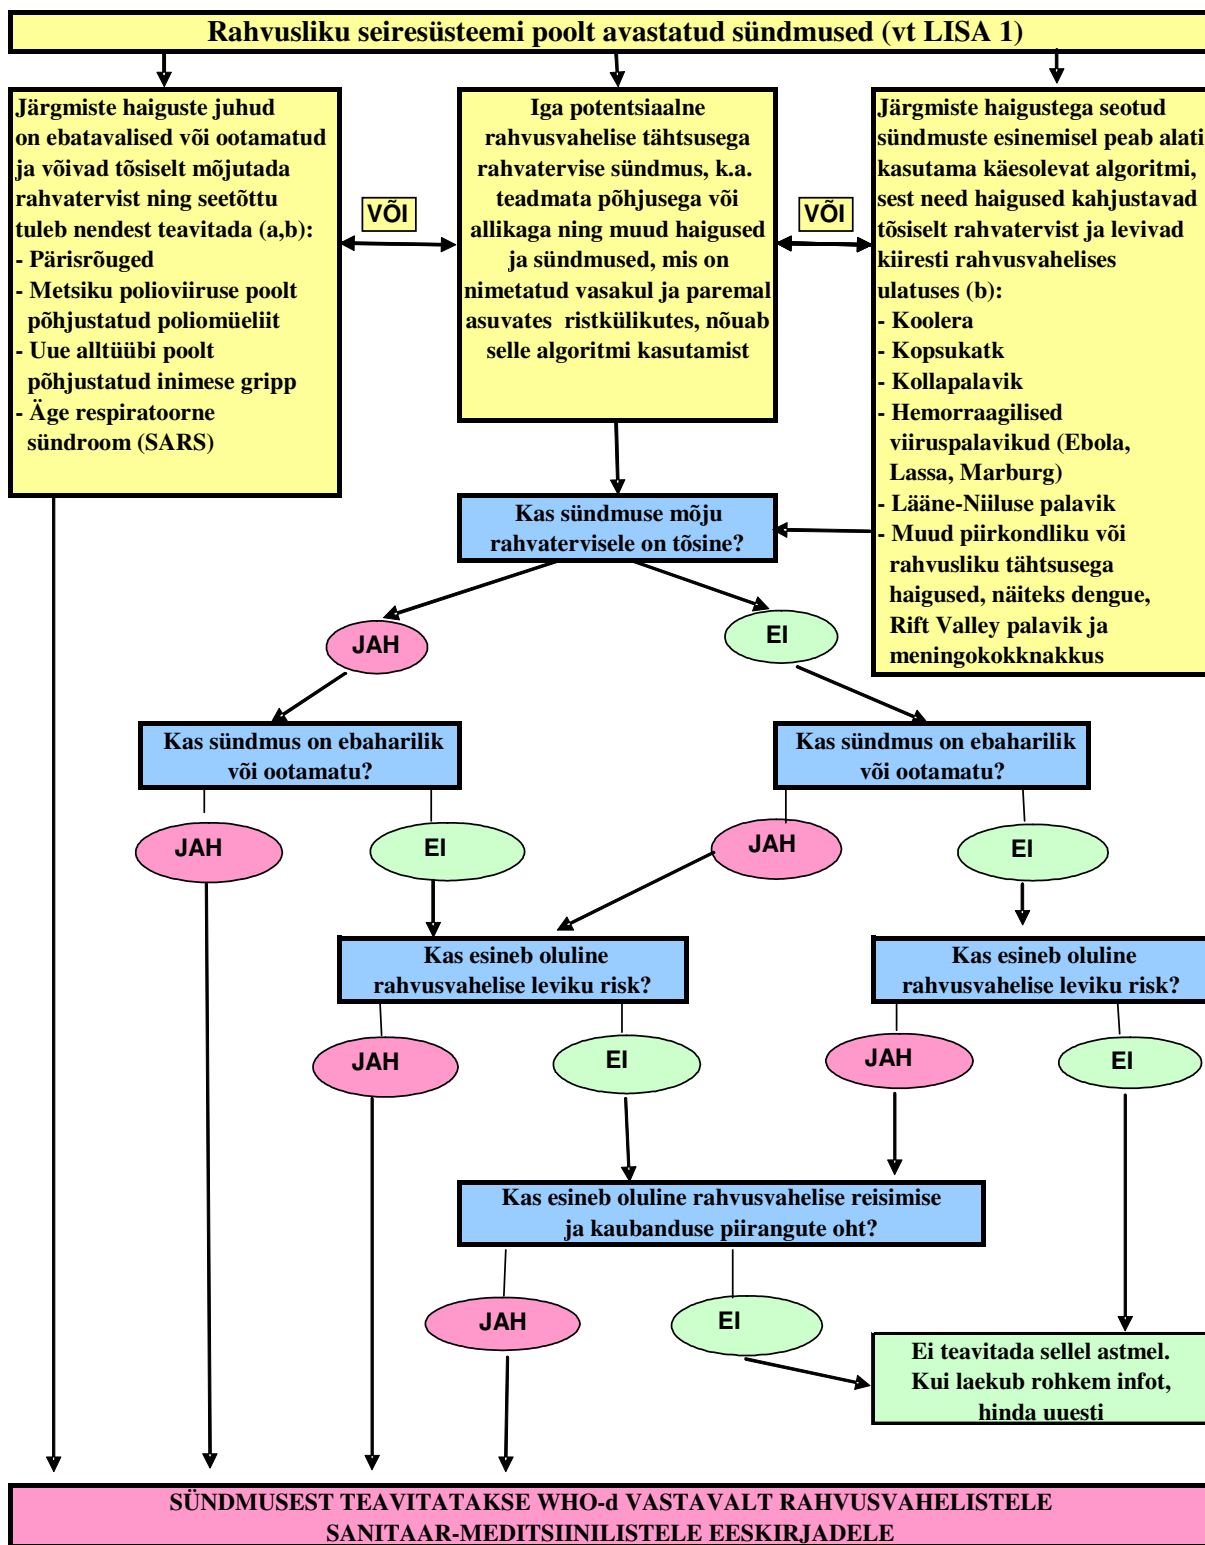 Rahvusliku seiresüsteemi poolt avastatud sündmused (vt LISA 1)
Järgmiste haiguste juhud
on ebatavalised või ootamatud
ja võivad tõsiselt mõjutada
rahvatervist ning seetõttu
tuleb nendest teavitada (a,b):
- Pärisrõuged
- Metsiku polioviiruse poolt
põhjustatud poliomüeliit
- Uue alltüübi poolt
põhjustatud inimese gripp
- Äge respiratoorne
sündroom (SARS)
VÕI
Iga potentsiaalne
rahvusvahelise tähtsusega
rahvatervise sündmus, k.a.
teadmata põhjusega või
allikaga ning muud haigused
ja sündmused, mis on
nimetatud vasakul ja paremal
asuvates ristkülikutes, nõuab
selle algoritmi kasutamist
VÕI
Järgmiste haigustega seotud
sündmuste esinemisel peab alati
kasutama käesolevat algoritmi,
sest need haigused kahjustavad
tõsiselt rahvatervist ja levivad
kiiresti rahvusvahelises
ulatuses (b):
- Koolera
- Kopsukatk
- Kollapalavik
- Hemorraagilised
viiruspalavikud (Ebola,
Lassa, Marburg)
- Lääne-Niiluse palavik
- Muud piirkondliku või
rahvusliku tähtsusega
haigused, näiteks dengue,
Rift Valley palavik ja
meningokokknakkus
Kas sündmuse mõju
rahvatervisele on tõsine?
JAH
EI
Kas sündmus on ebaharilik
või ootamatu?
Kas sündmus on ebaharilik
või ootamatu?
JAH
EI
JAH
EI
Kas esineb oluline
rahvusvahelise leviku risk?
Kas esineb oluline
rahvusvahelise leviku risk?
JAH
EI
JAH
EI
Kas esineb oluline rahvusvahelise reisimise
ja kaubanduse piirangute oht?
JAH
EI
Ei teavitada sellel astmel.
Kui laekub rohkem infot,
hinda uuesti
SÜNDMUSEST TEAVITATAKSE WHO-d VASTAVALT RAHVUSVAHELISTELE
SANITAAR-MEDITSIINILISTELE EESKIRJADELE